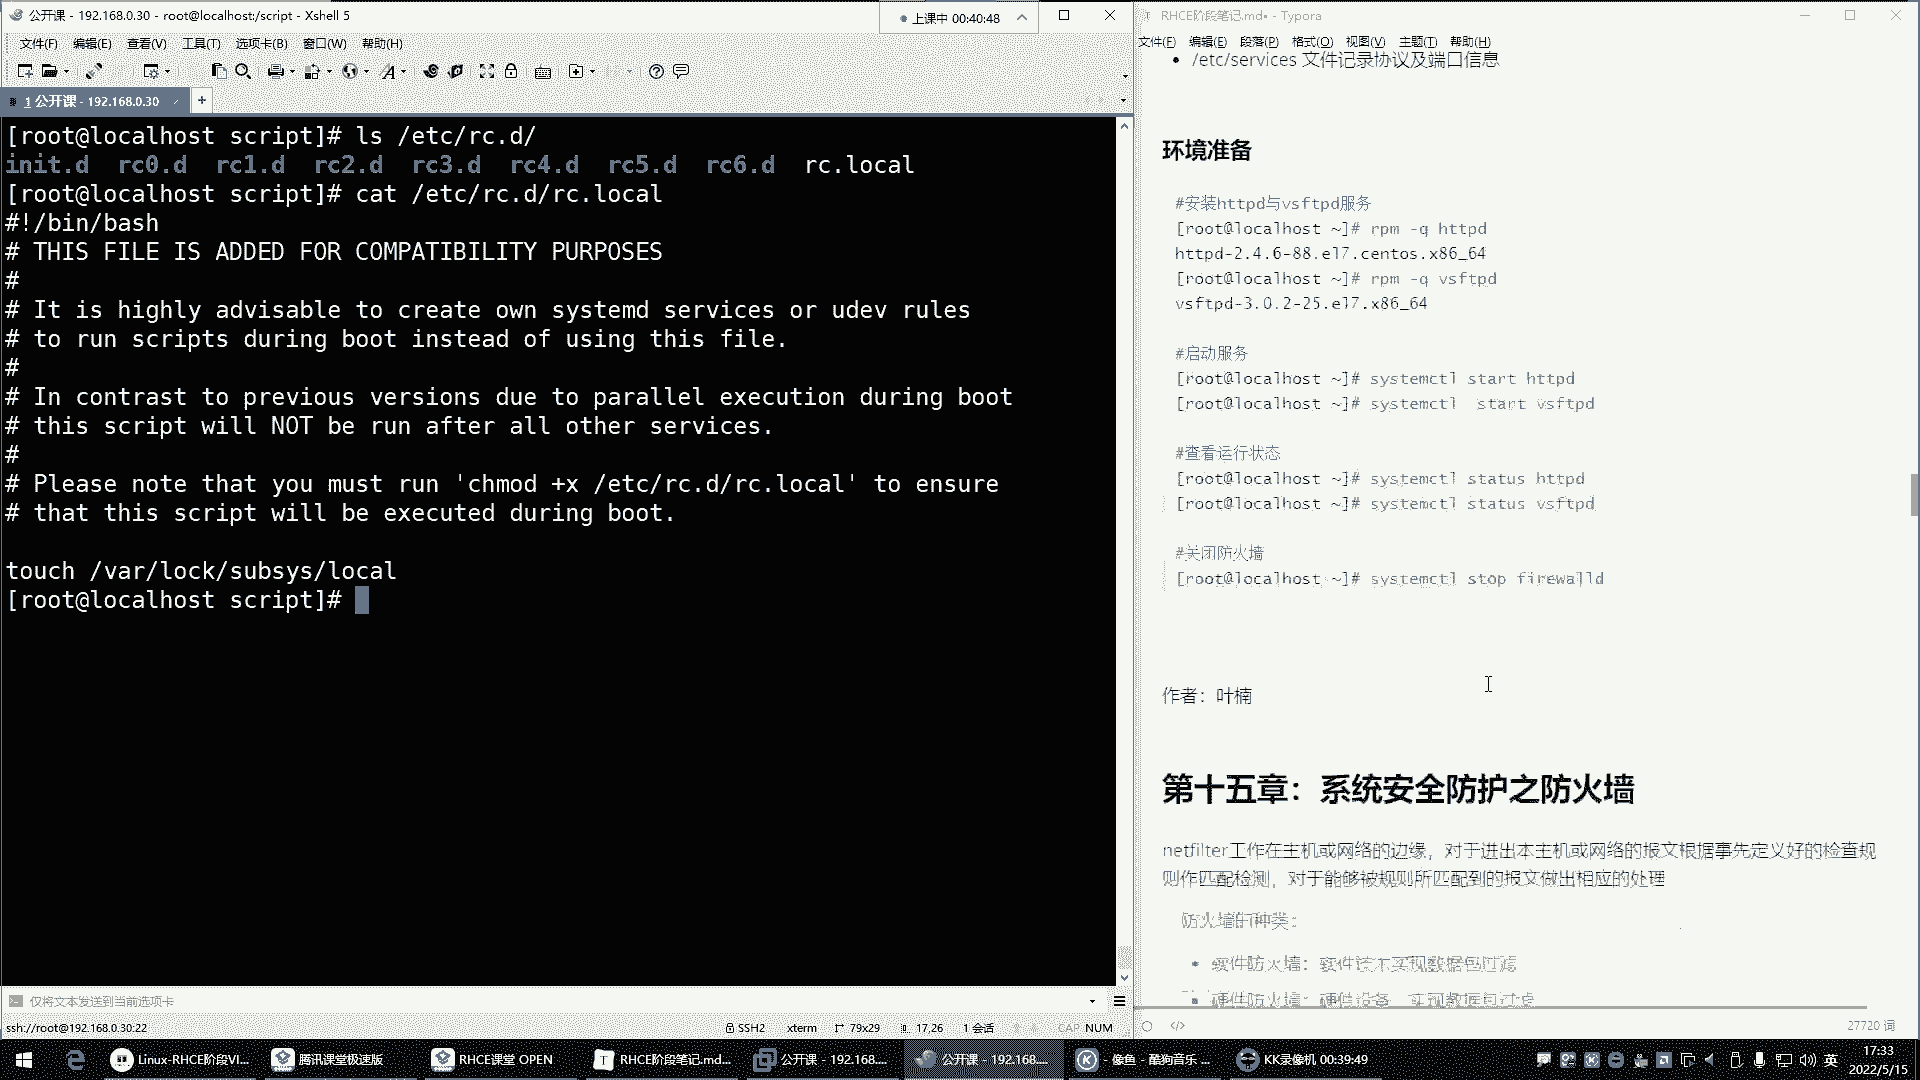 公开课 - 192.168.0.30 - root@localhost:/script - Xshell 5
上课中 00:40:48
文件(F) 编辑(E) 查看(V) 工具(T) 选项卡(B) 窗口(W) 帮助(H)
1 公开课 - 192.168.0.30
[root@localhost script]# ls /etc/rc.d/
init.d rc0.d rc1.d rc2.d rc3.d rc4.d rc5.d rc6.d rc.local
[root@localhost script]# cat /etc/rc.d/rc.local
#!/bin/bash
# THIS FILE IS ADDED FOR COMPATIBILITY PURPOSES
#
# It is highly advisable to create own systemd services or udev rules
# to run scripts during boot instead of using this file.
#
# In contrast to previous versions due to parallel execution during boot
# this script will NOT be run after all other services.
#
# Please note that you must run 'chmod +x /etc/rc.d/rc.local' to ensure
# that this script will be executed during boot.
touch /var/lock/subsys/local
[root@localhost script]#
仅将文本发送到当前选项卡
ssh://root@192.168.0.30:22 SSH2 xterm 79x29 17,26 1 会话 CAP NUM
RHCE阶段笔记.md• - Typora
文件(F) 编辑(E) 段落(P) 格式(O) 视图(V) 主题(T) 帮助(H)
• /etc/services 文件记录协议及端口信息
环境准备
#安装httpd与vsftpd服务
[root@localhost ~]# rpm -q httpd
httpd-2.4.6-88.el7.centos.x86_64
[root@localhost ~]# rpm -q vsftpd
vsftpd-3.0.2-25.el7.x86_64
#启动服务
[root@localhost ~]# systemctl start httpd
[root@localhost ~]# systemctl  start vsftpd
#查看运行状态
[root@localhost ~]# systemctl status httpd
[root@localhost ~]# systemctl status vsftpd
#关闭防火墙
[root@localhost ~]# systemctl stop firewalld
作者：叶楠
第十五章：系统安全防护之防火墙
netfilter工作在主机或网络的边缘，对于进出本主机或网络的报文根据事先定义好的检查规
则作匹配检测，对于能够被规则所匹配到的报文做出相应的处理
防火墙的种类：
• 软件防火墙：软件技术实现数据包过滤
• 硬件防火墙：硬件设备，实现数据包过滤
27720 词
Linux-RHCE阶段VI... 腾讯课堂极速版 RHCE课堂 OPEN RHCE阶段笔记.md... 公开课 - 192.168.... 公开课 - 192.168.... - 像鱼 - 酷狗音乐 ... KK录像机 00:39:49 英 17:33
2022/5/15